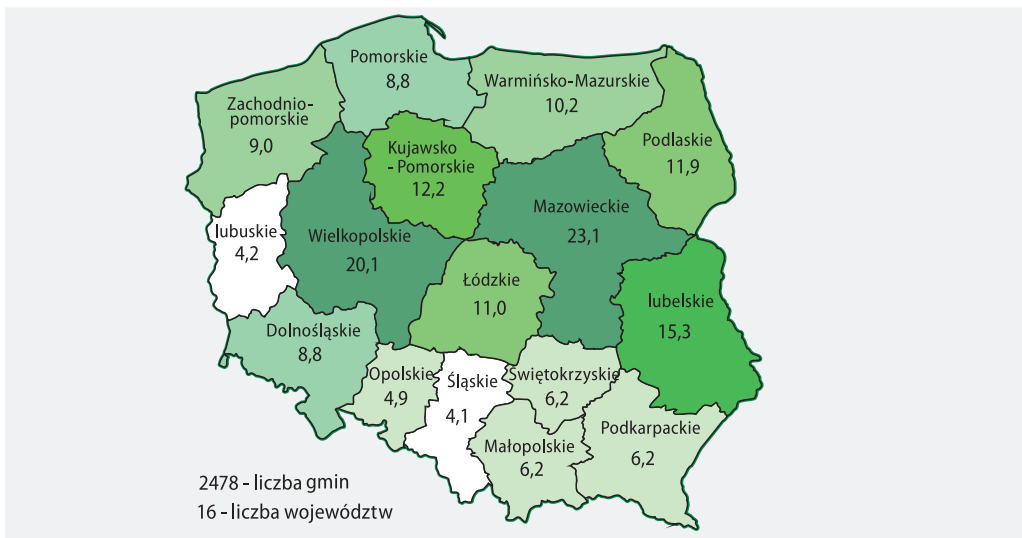 Pomorskie
8,8
Warmińsko-Mazurskie
10,2
Zachodnio-
pomorskie
9,0
Podlaskie
11,9
Kujawsko
- Pomorskie
12,2
Mazowieckie
23,1
lubuskie
4,2
Wielkopolskie
20,1
Łódzkie
11,0
lubelskie
15,3
Dolnośląskie
8,8
Opolskie
4,9
Śląskie
4,1
Świętokrzyskie
6,2
Małopolskie
6,2
Podkarpackie
6,2
2478 - liczba gmin
16 - liczba województw